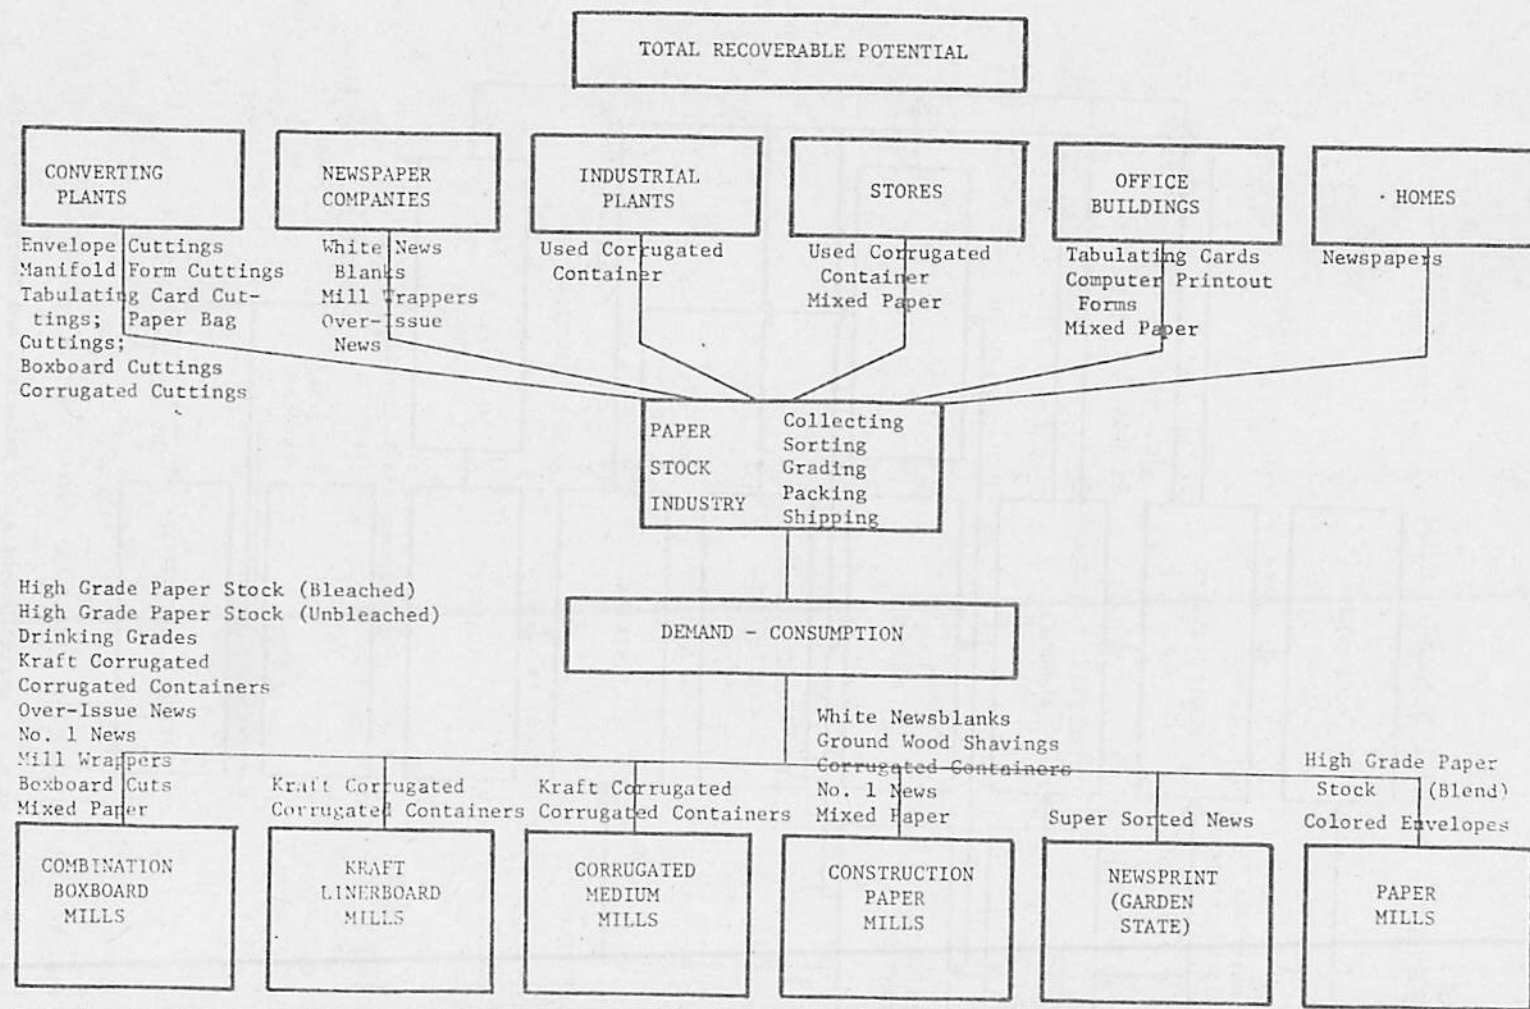 TOTAL RECOVERABLE POTENTIAL
CONVERTING
PLANTS
Envelope Cuttings
Manifold Form Cuttings
Tabulating Card Cut-
tings; Paper Bag
Cuttings;
Boxboard Cuttings
Corrugated Cuttings
NEWSPAPER
COMPANIES
White News
Blanks
Mill Wrappers
Over-Issue
News
INDUSTRIAL
PLANTS
Used Corrugated
Container
STORES
Used Corrugated
Container
Mixed Paper
OFFICE
BUILDINGS
Tabulating Cards
Computer Printout
Forms
Mixed Paper
HOMES
Newspapers
PAPER
STOCK
INDUSTRY
Collecting
Sorting
Grading
Packing
Shipping
DEMAND - CONSUMPTION
High Grade Paper Stock (Bleached)
High Grade Paper Stock (Unbleached)
Drinking Grades
Kraft Corrugated
Corrugated Containers
Over-Issue News
No. 1 News
Mill Wrappers
Boxboard Cuts
Mixed Paper
COMBINATION
BOXBOARD
MILLS
Kraft Corrugated
Corrugated Containers
KRAFT
LINERBOARD
MILLS
Kraft Corrugated
Corrugated Containers
CORRUGATED
MEDIUM
MILLS
White Newsblanks
Ground Wood Shavings
Corrugated Containers
No. 1 News
Mixed Paper
CONSTRUCTION
PAPER
MILLS
Super Sorted News
NEWSPRINT
(GARDEN
STATE)
High Grade Paper
Stock (Blend)
Colored Envelopes
PAPER
MILLS